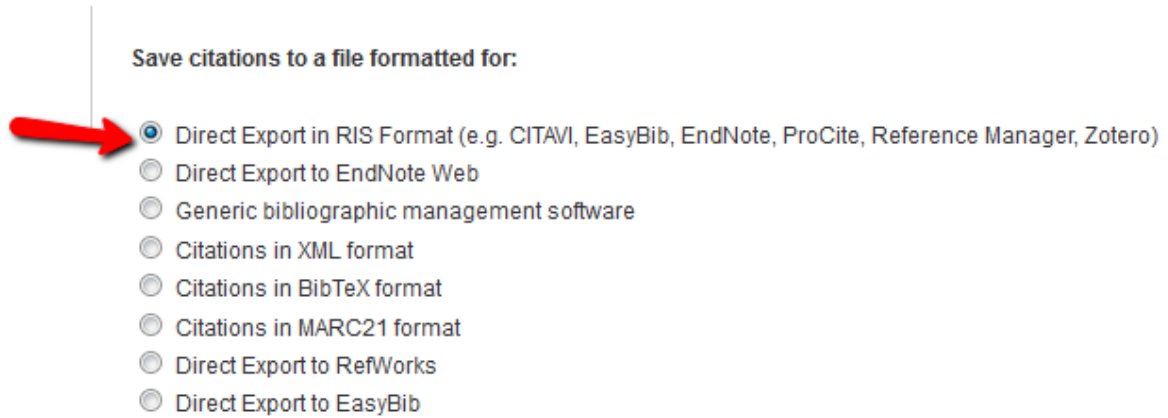 Save citations to a file formatted for:
Direct Export in RIS Format (e.g. CITAVI, EasyBib, EndNote, ProCite, Reference Manager, Zotero)
Direct Export to EndNote Web
Generic bibliographic management software
Citations in XML format
Citations in BibTeX format
Citations in MARC21 format
Direct Export to RefWorks
Direct Export to EasyBib